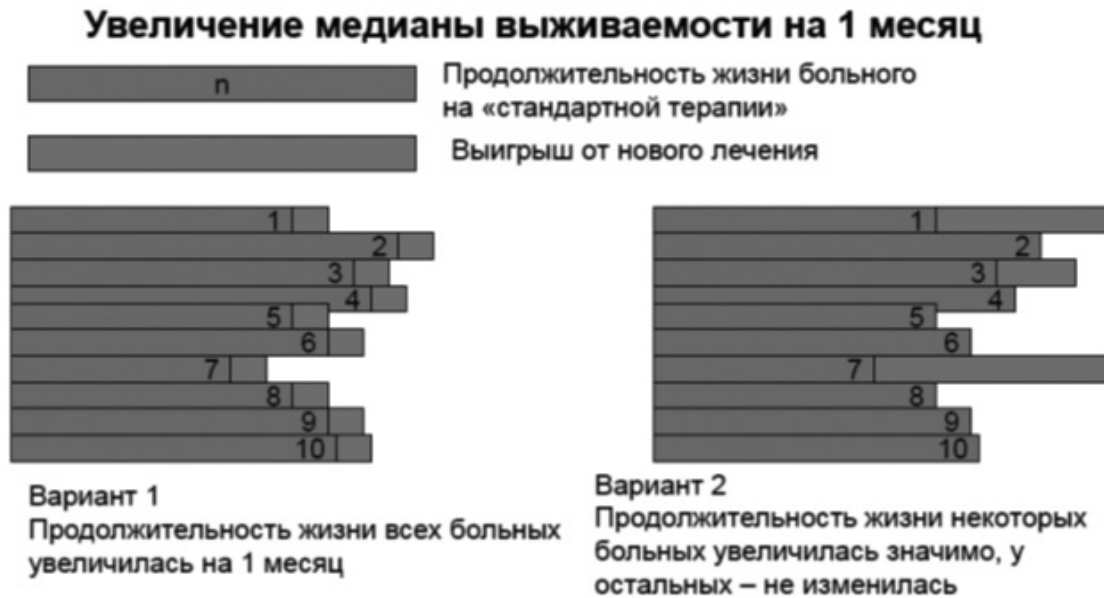 Увеличение медианы выживаемости на 1 месяц
n
Продолжительность жизни больного
на «стандартной терапии»
Выигрыш от нового лечения
1
2
3
4
5
6
7
8
9
10
Вариант 1
Продолжительность жизни всех больных
увеличилась на 1 месяц
1
2
3
4
5
6
7
8
9
10
Вариант 2
Продолжительность жизни некоторых
больных увеличилась значимо, у
остальных – не изменилась